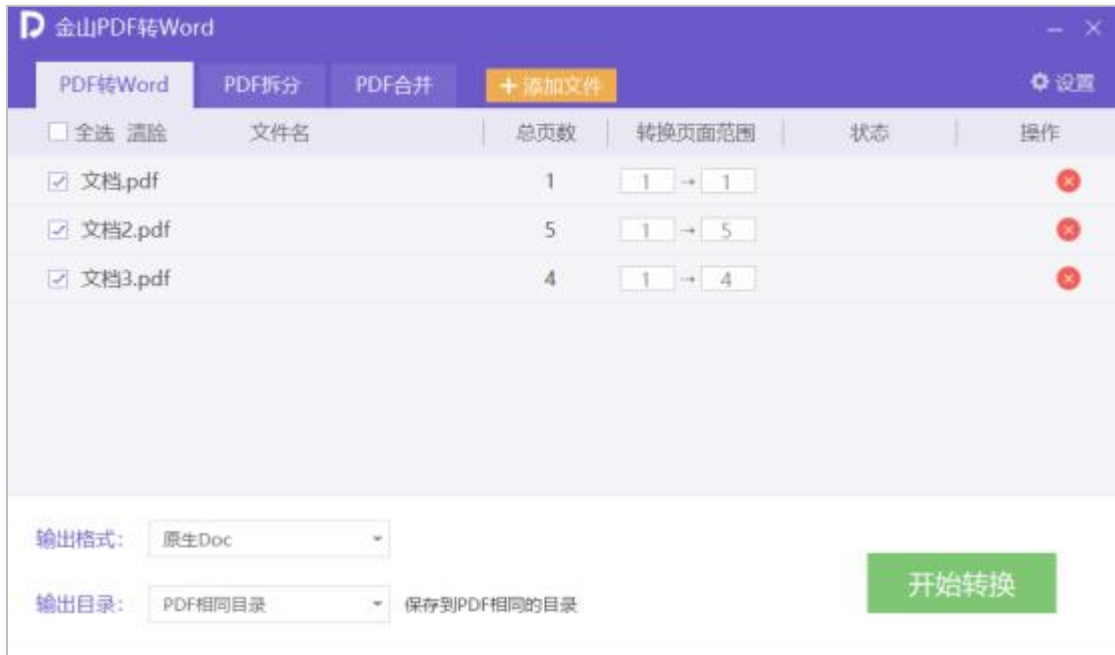 金山PDF转Word
PDF转Word PDF拆分 PDF合并 + 添加文件 设置
全选 清除 文件名 总页数 转换页面范围 状态 操作
文档.pdf 1 1 → 1
文档2.pdf 5 1 → 5
文档3.pdf 4 1 → 4
输出格式: 原生Doc
开始转换
输出目录: PDF相同目录 保存到PDF相同的目录